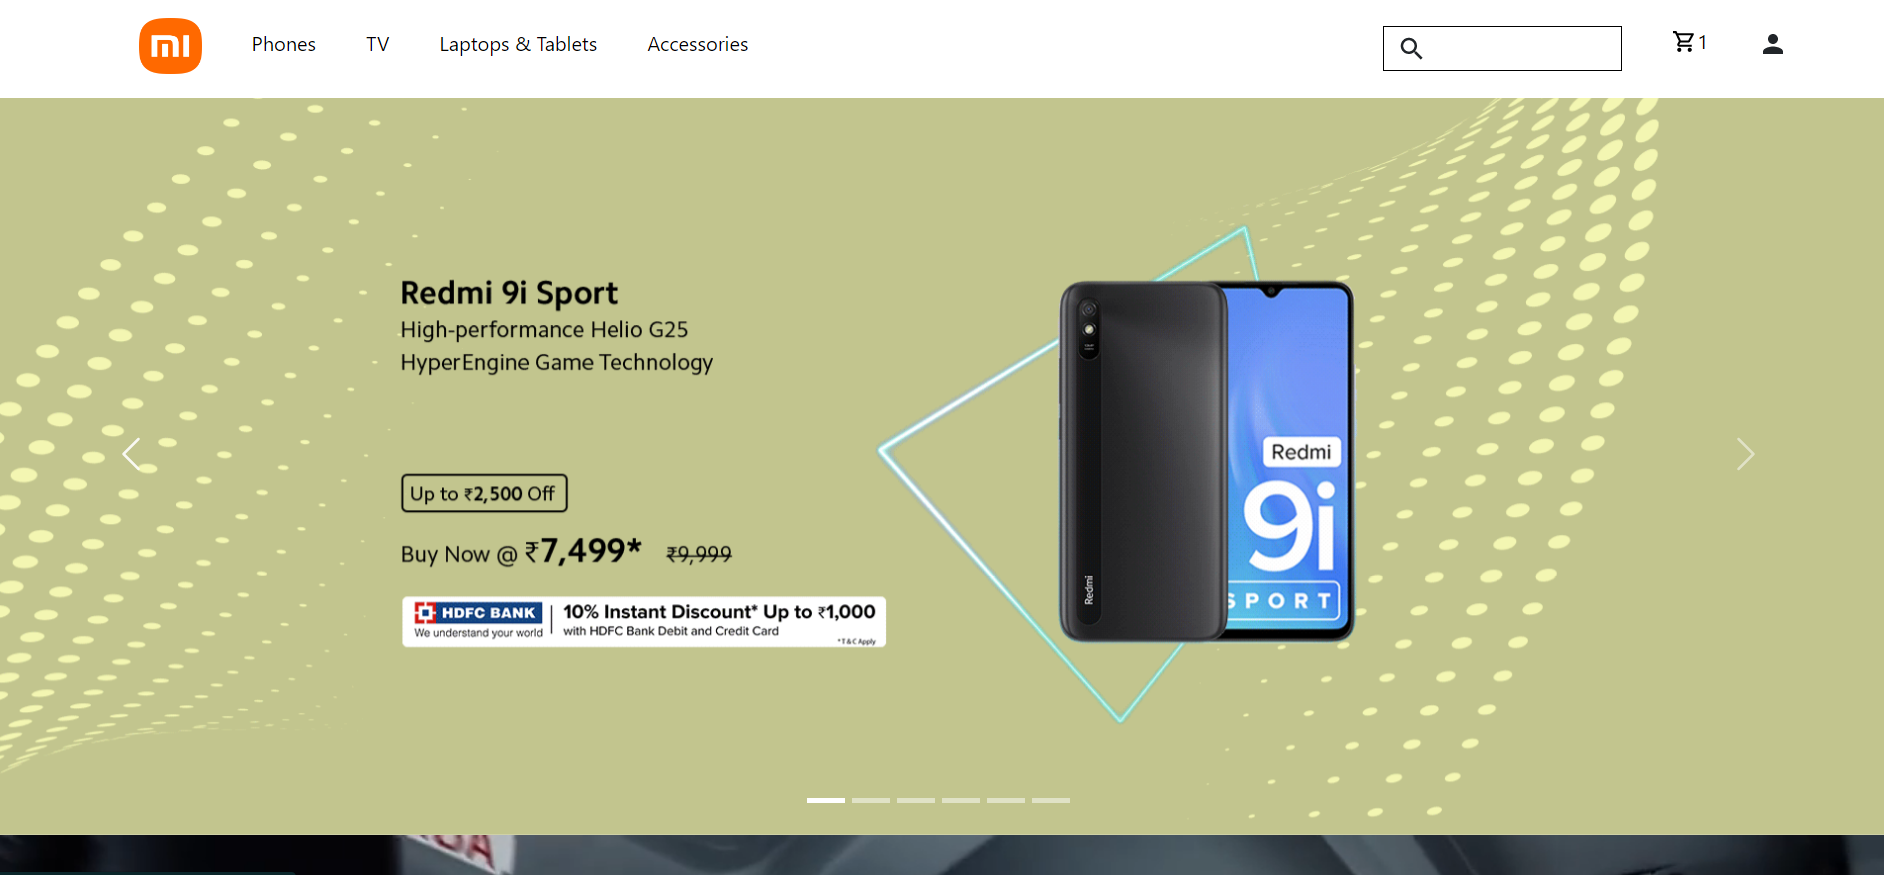 mi
Phones
TV
Laptops & Tablets
Accessories
1
Redmi 9i Sport
High-performance Helio G25
HyperEngine Game Technology
Up to ₹2,500 Off
Buy Now @ ₹7,499* ₹9,999
HDFC BANK
We understand your world
10% Instant Discount* Up to ₹1,000
with HDFC Bank Debit and Credit Card
*T&C Apply
Redmi
Redmi
9i
SPORT